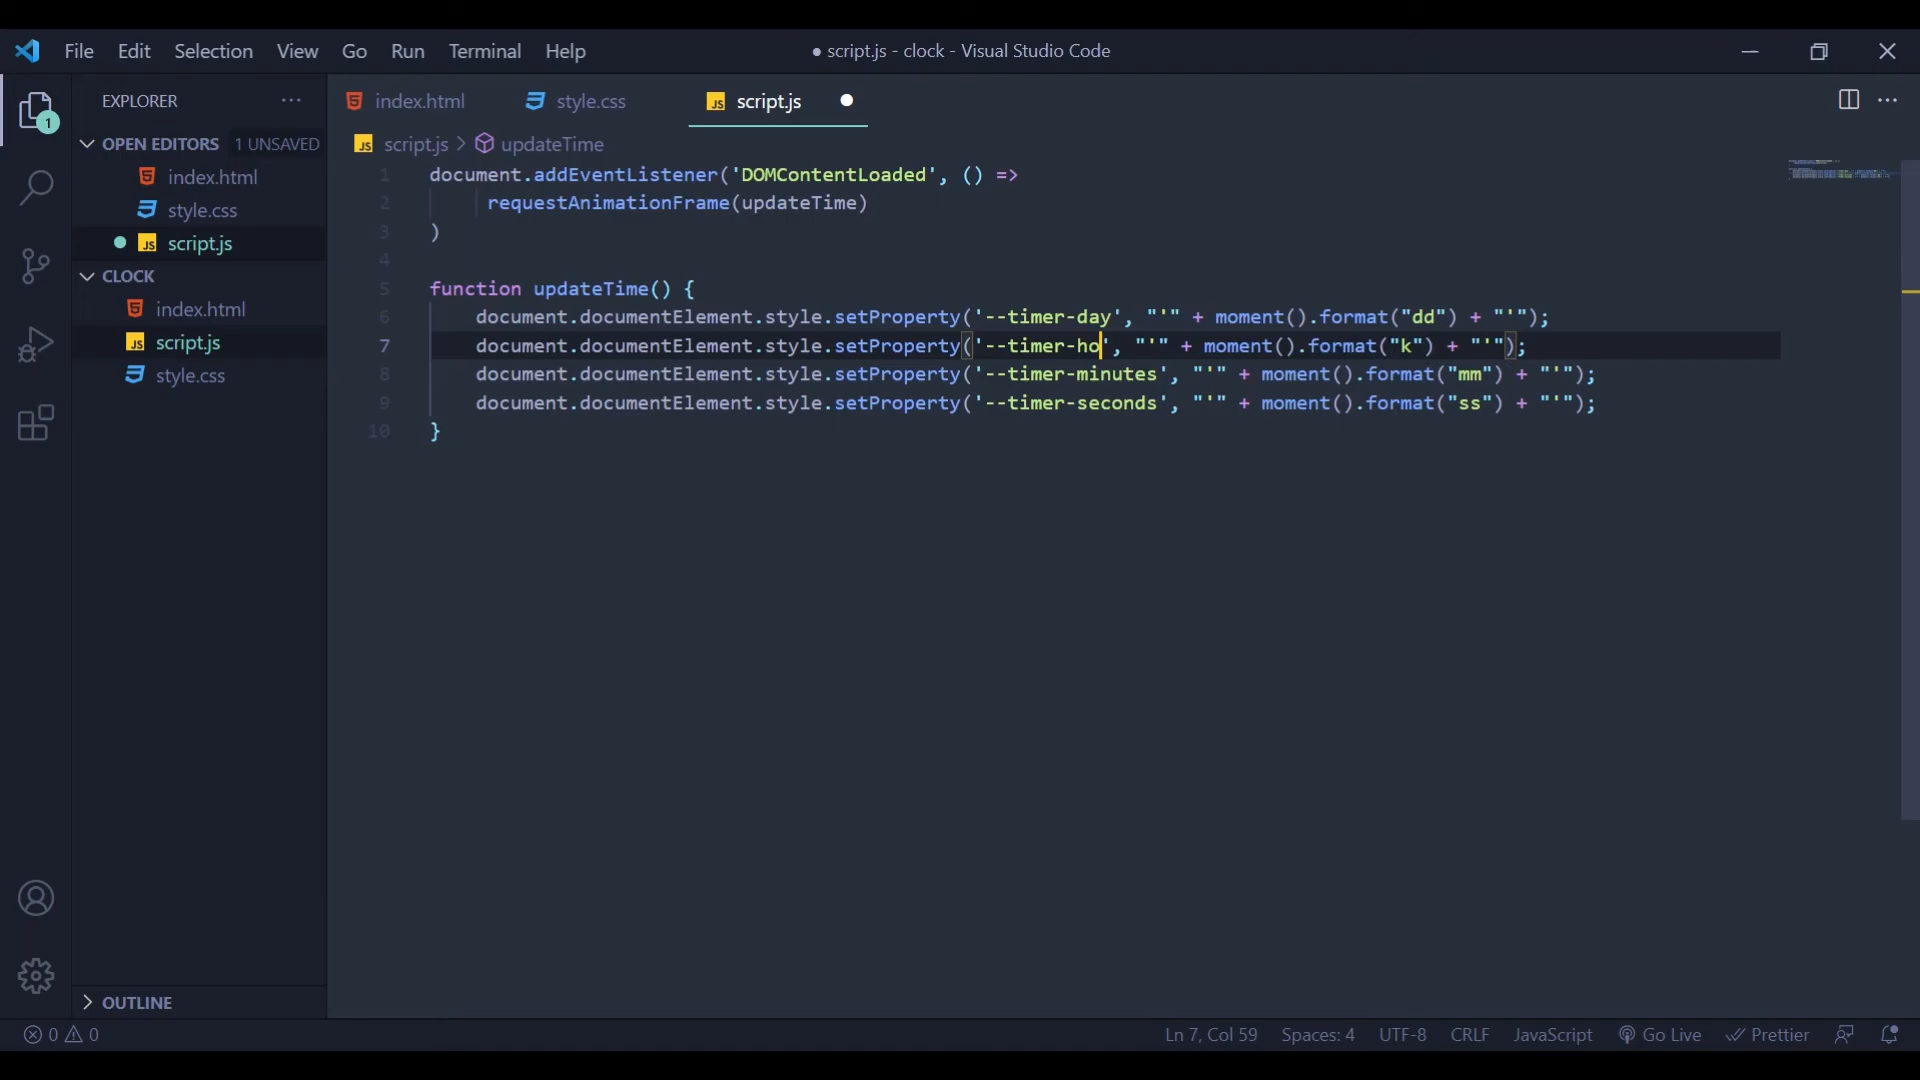 File Edit Selection View Go Run Terminal Help
● script.js - clock - Visual Studio Code
EXPLORER ···
OPEN EDITORS 1 UNSAVED
index.html
style.css
script.js
CLOCK
index.html
script.js
style.css
OUTLINE
1
index.html style.css script.js
script.js > updateTime
1 document.addEventListener('DOMContentLoaded', () =>
2 requestAnimationFrame(updateTime)
3 )
4
5 function updateTime() {
6 document.documentElement.style.setProperty('--timer-day', "'" + moment().format("dd") + "'");
7 document.documentElement.style.setProperty('--timer-ho', "'" + moment().format("k") + "'");
8 document.documentElement.style.setProperty('--timer-minutes', "'" + moment().format("mm") + "'");
9 document.documentElement.style.setProperty('--timer-seconds', "'" + moment().format("ss") + "'");
10 }
0 0
Ln 7, Col 59 Spaces: 4 UTF-8 CRLF JavaScript Go Live Prettier